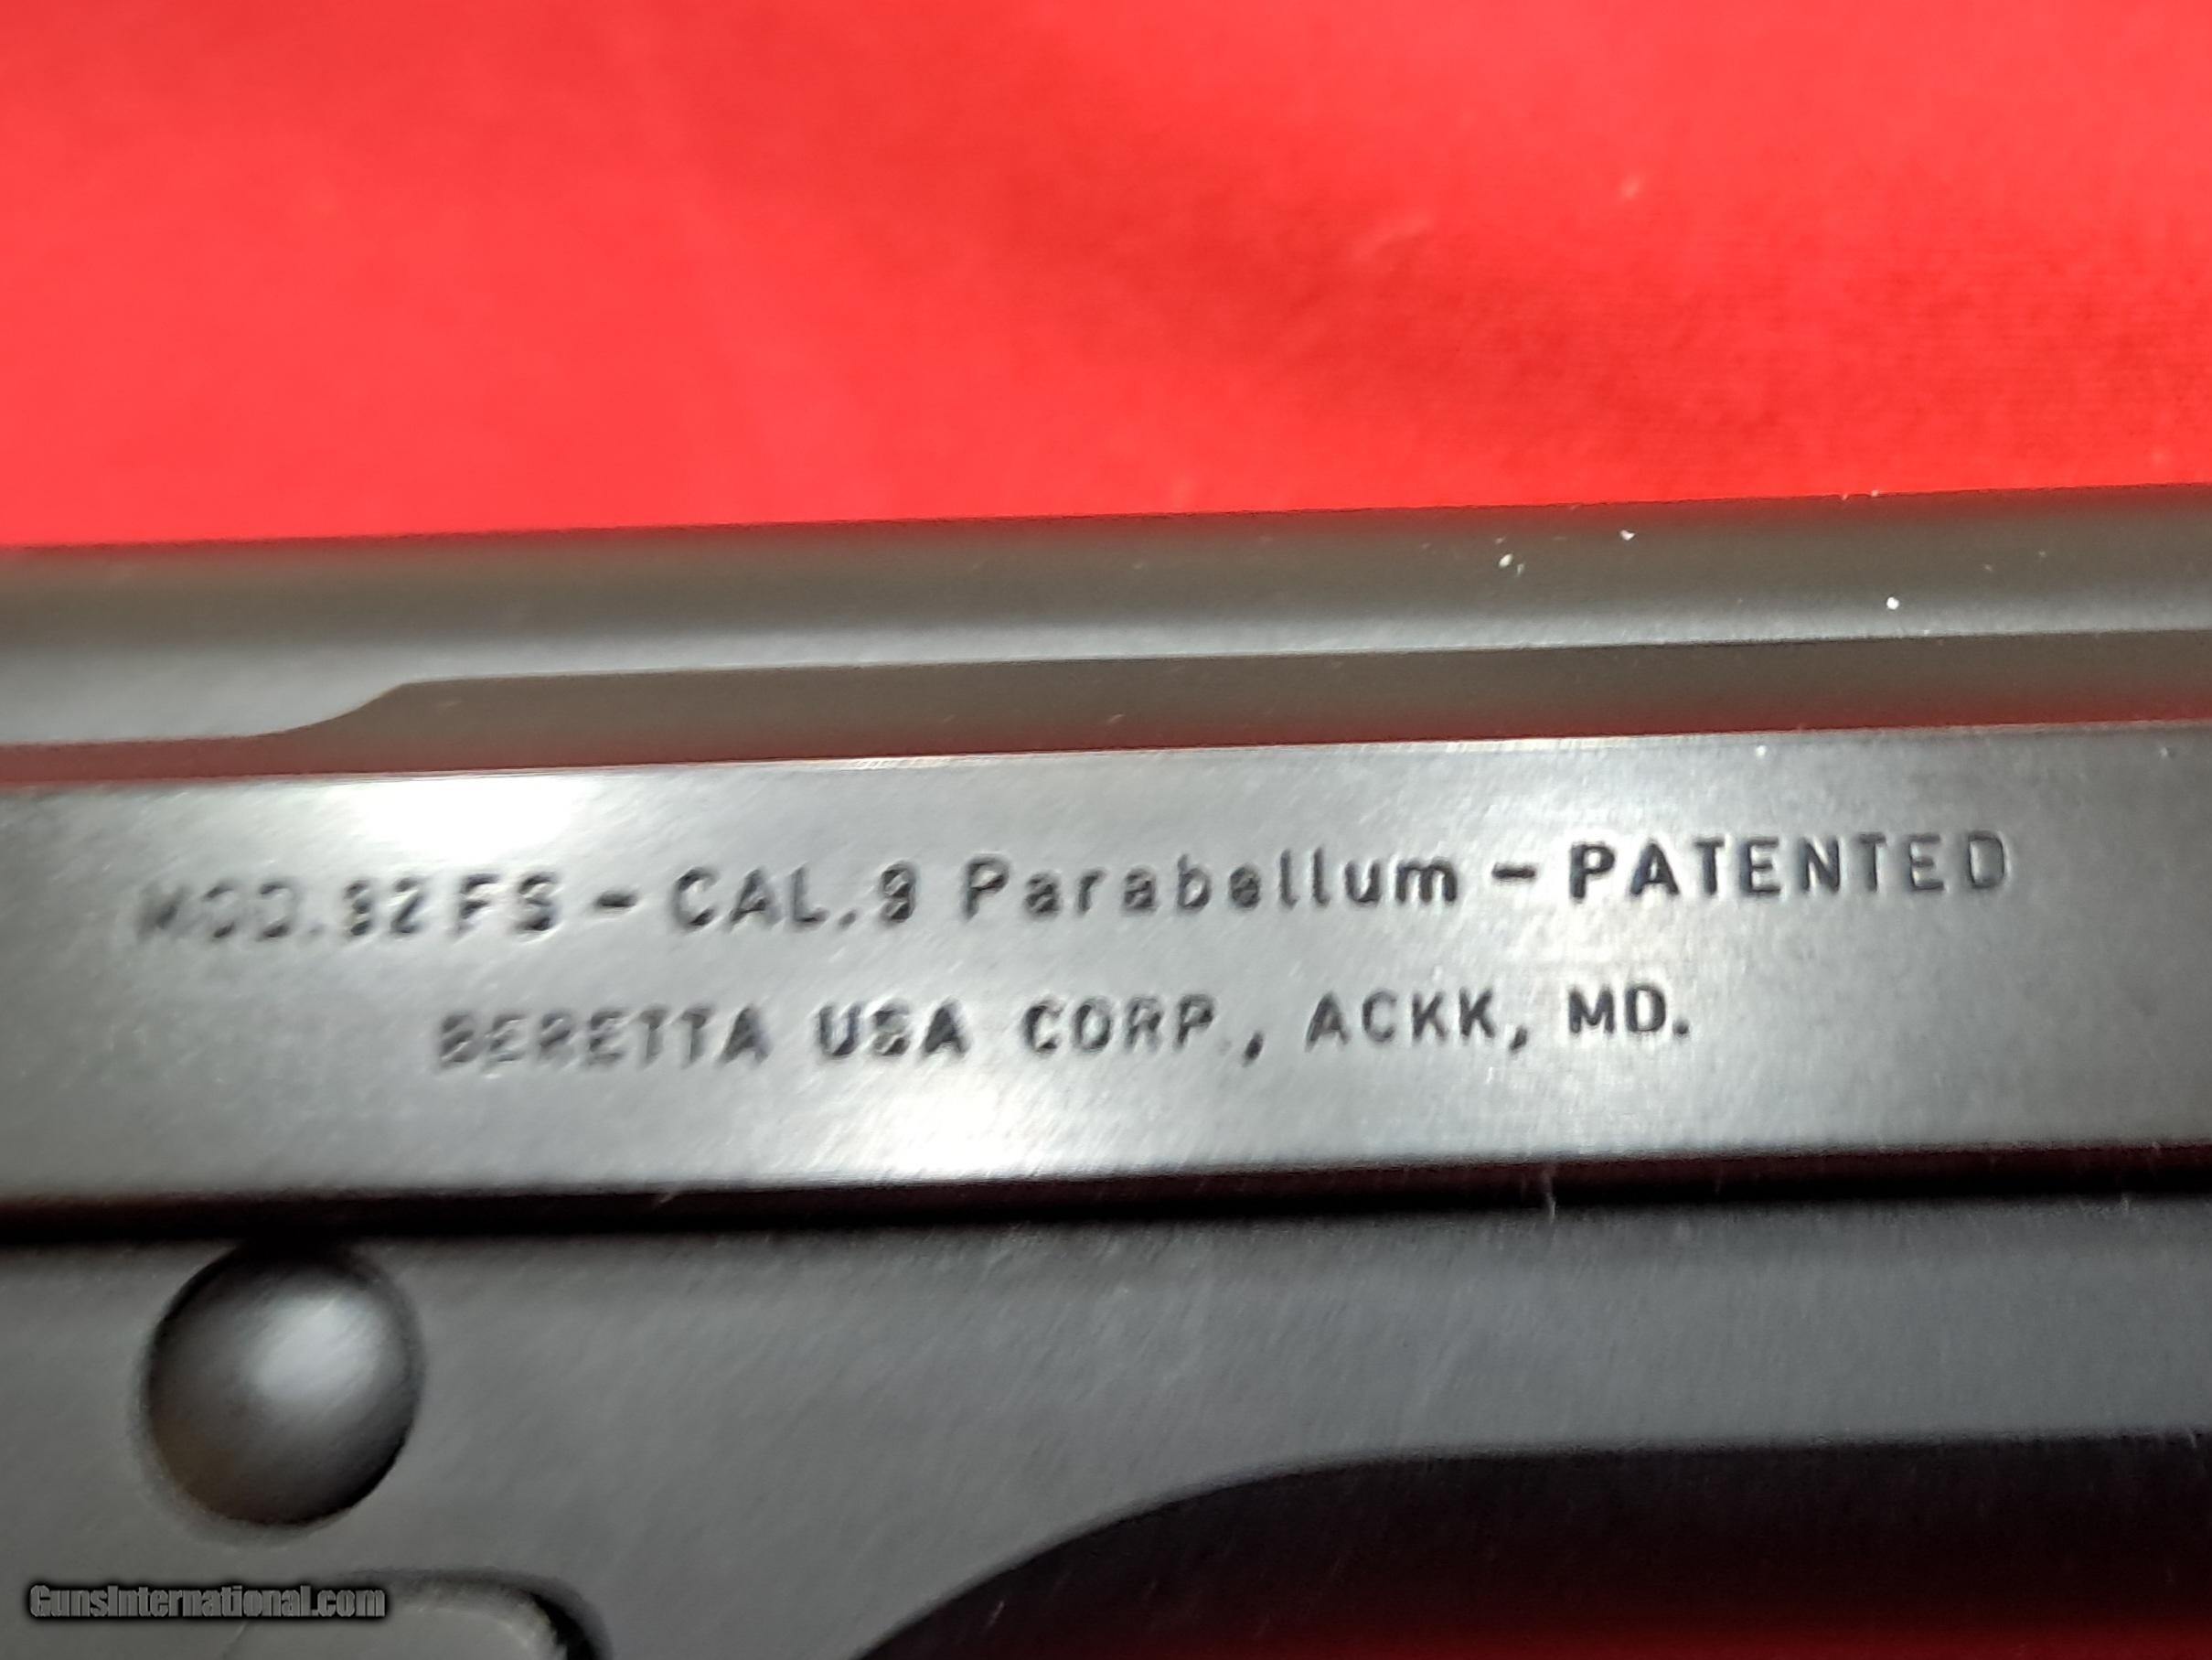 MOD.92FS-CAL.9 Parabellum-PATENTED
BERETTA USA CORP., ACKK, MD.
GunsInternational.com